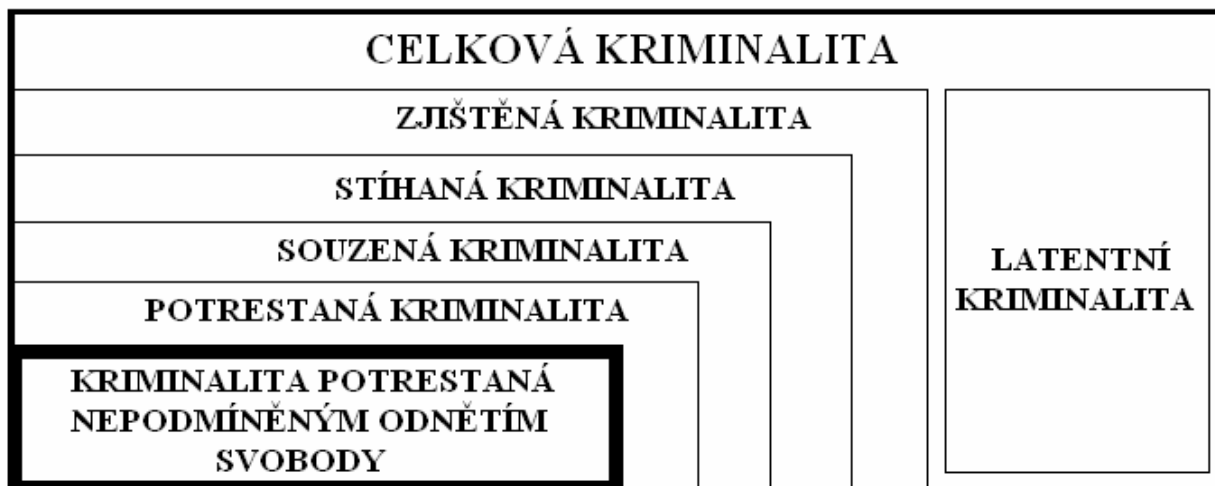 CELKOVÁ KRIMINALITA
ZJIŠTĚNÁ KRIMINALITA
STÍHANÁ KRIMINALITA
SOUZENÁ KRIMINALITA
POTRESTANÁ KRIMINALITA
KRIMINALITA POTRESTANÁ
NEPODMÍNĚNÝM ODNĚTÍM
SVOBODY
LATENTNÍ
KRIMINALITA